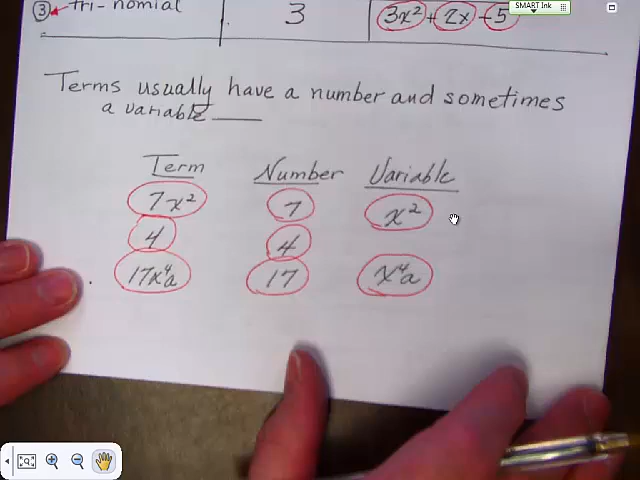 ③ tri-nomial 3 3x² + 2x - 5
SMART Ink
Terms usually have a number and sometimes
a variable
Term Number Variable
7x² 7 x²
4 4
17x⁴a 17 x⁴a